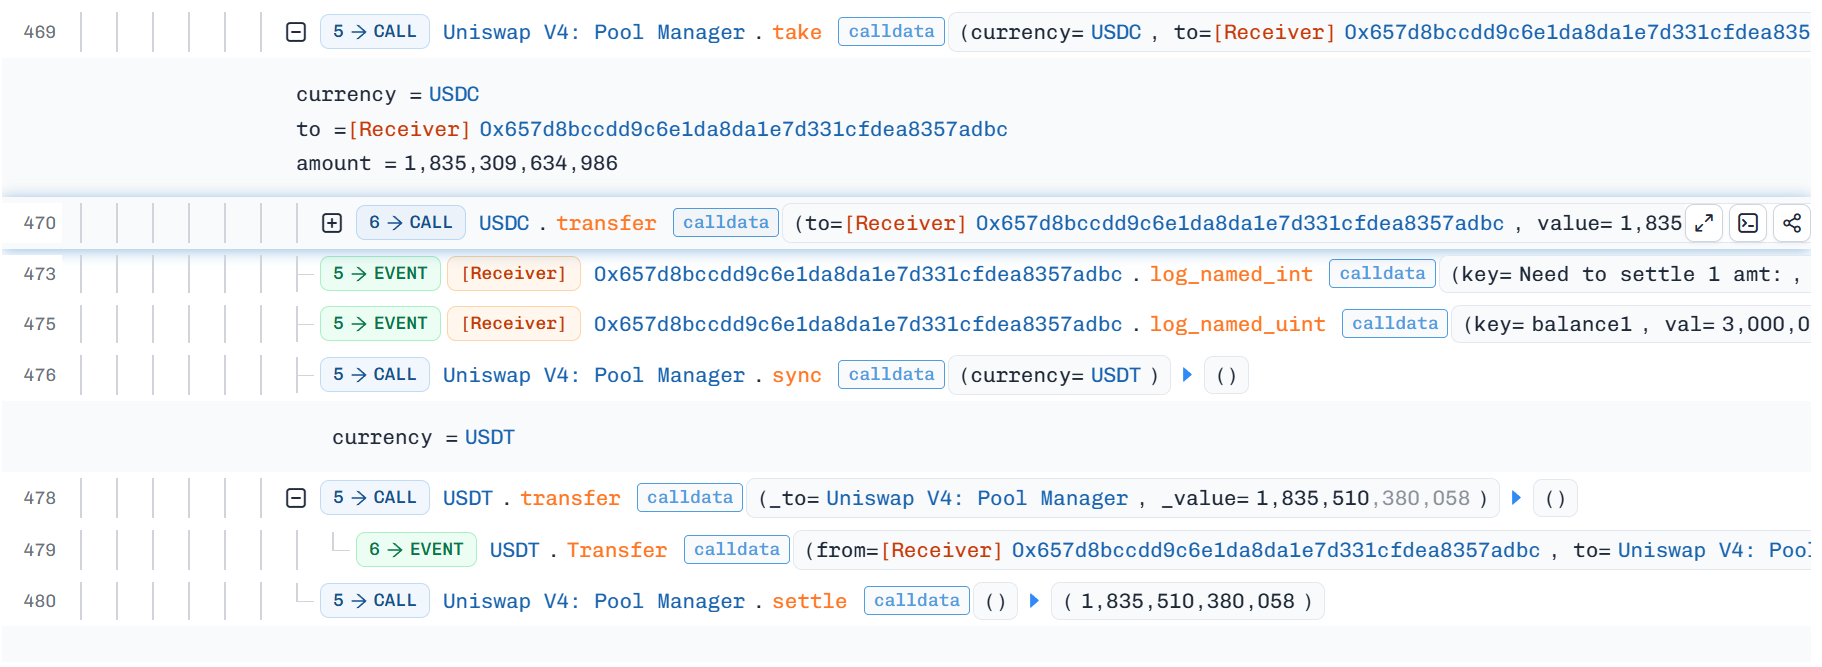 469 5 → CALL Uniswap V4: Pool Manager . take calldata (currency= USDC , to=[Receiver] 0x657d8bccdd9c6e1da8da1e7d331cfdea835
currency = USDC
to =[Receiver] 0x657d8bccdd9c6e1da8da1e7d331cfdea8357adbc
amount = 1,835,309,634,986
470 6 → CALL USDC . transfer calldata (to=[Receiver] 0x657d8bccdd9c6e1da8da1e7d331cfdea8357adbc , value= 1,835
473 5 → EVENT [Receiver] 0x657d8bccdd9c6e1da8da1e7d331cfdea8357adbc . log_named_int calldata (key= Need to settle 1 amt: ,
475 5 → EVENT [Receiver] 0x657d8bccdd9c6e1da8da1e7d331cfdea8357adbc . log_named_uint calldata (key= balance1 , val= 3,000,0
476 5 → CALL Uniswap V4: Pool Manager . sync calldata (currency= USDT ) ▶ ()
currency = USDT
478 5 → CALL USDT . transfer calldata (_to= Uniswap V4: Pool Manager , _value= 1,835,510,380,058 ) ▶ ()
479 6 → EVENT USDT . Transfer calldata (from=[Receiver] 0x657d8bccdd9c6e1da8da1e7d331cfdea8357adbc , to= Uniswap V4: Pool
480 5 → CALL Uniswap V4: Pool Manager . settle calldata () ▶ ( 1,835,510,380,058 )